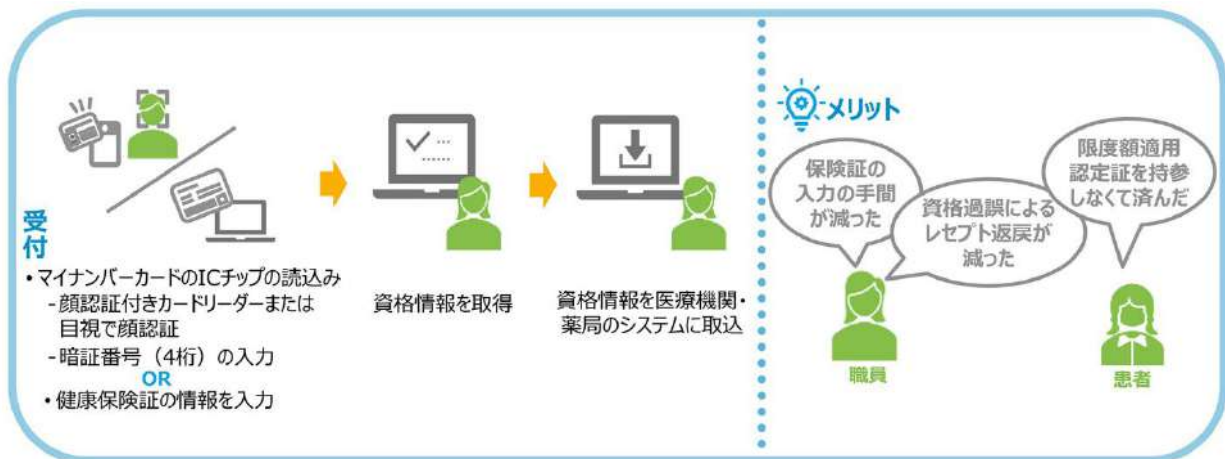 受付
・マイナンバーカードのICチップの読込み
-顔認証付きカードリーダーまたは
目視で顔認証
-暗証番号（4桁）の入力
OR
・健康保険証の情報を入力
資格情報を取得
資格情報を医療機関・
薬局のシステムに取込
メリット
保険証の
入力の手間
が減った
資格過誤による
レセプト返戻が
減った
限度額適用
認定証を持参
しなくて済んだ
職員
患者